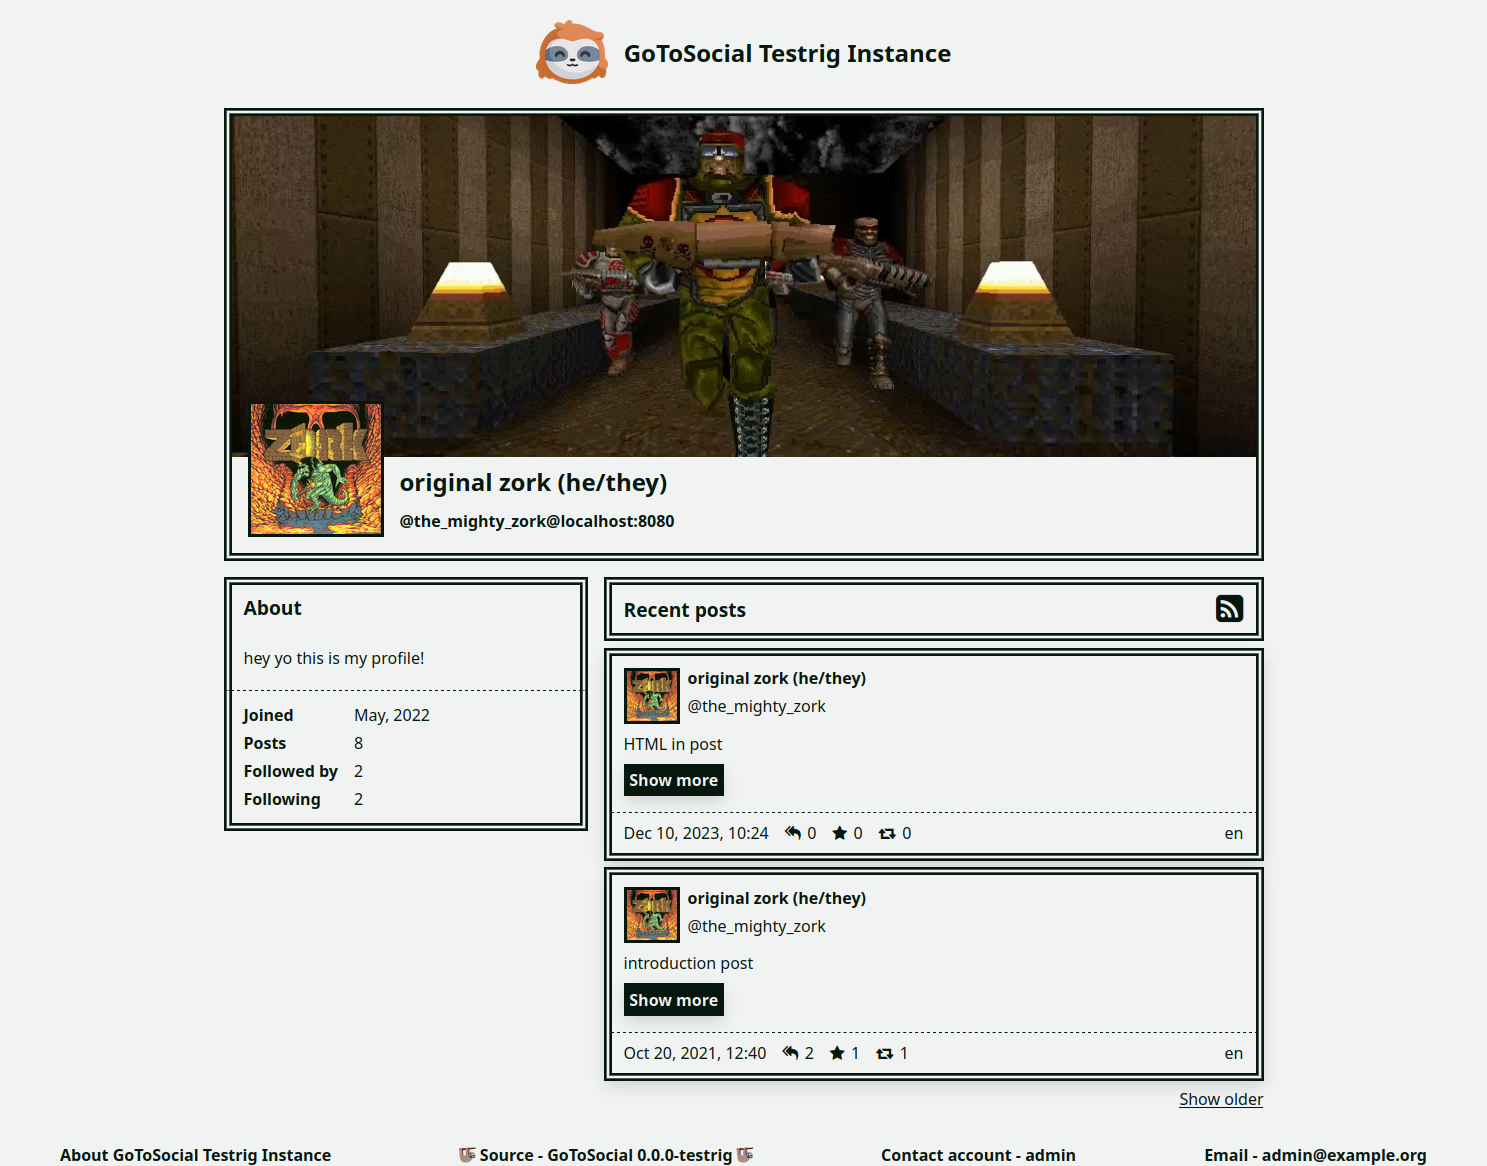 GoToSocial Testrig Instance
ZORK
original zork (he/they)
@the_mighty_zork@localhost:8080
About
hey yo this is my profile!
Joined May, 2022
Posts 8
Followed by 2
Following 2
Recent posts
ZORK
original zork (he/they)
@the_mighty_zork
HTML in post
Show more
Dec 10, 2023, 10:24 0 0 0 en
ZORK
original zork (he/they)
@the_mighty_zork
introduction post
Show more
Oct 20, 2021, 12:40 2 1 1 en
Show older
About GoToSocial Testrig Instance 🦥 Source - GoToSocial 0.0.0-testrig 🦥 Contact account - admin Email - admin@example.org